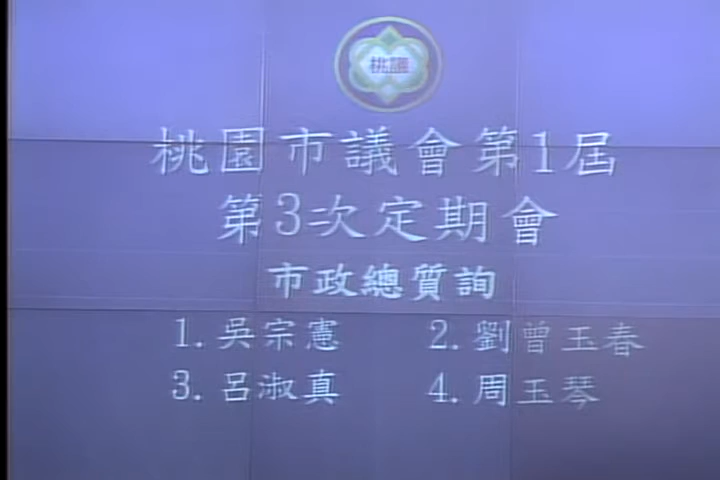 桃議
桃園市議會第1屆
第3次定期會
市政總質詢
1.吳宗憲 2.劉曾玉春
3.呂淑真 4.周玉琴